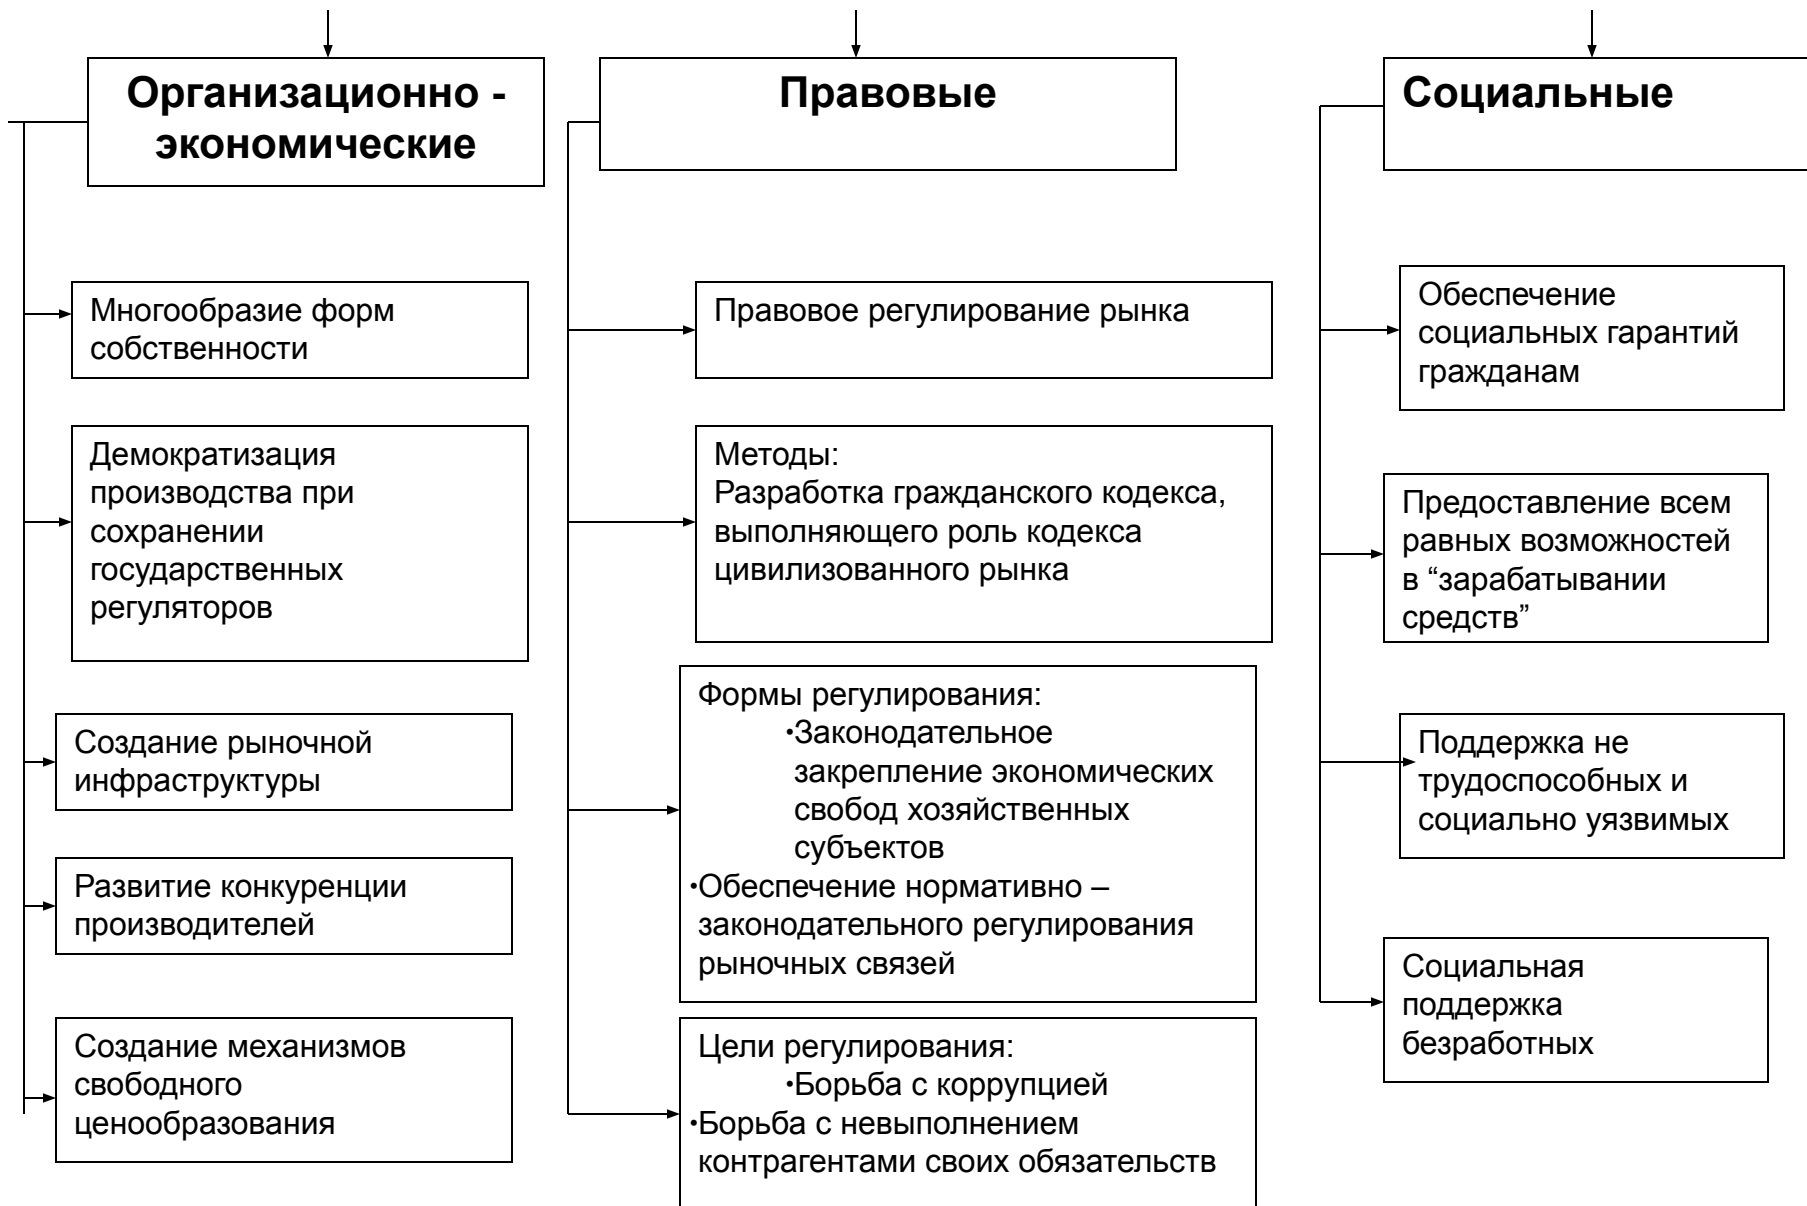 Организационно -
экономические
Многообразие форм
собственности
Демократизация
производства при
сохранении
государственных
регуляторов
Создание рыночной
инфраструктуры
Развитие конкуренции
производителей
Создание механизмов
свободного
ценообразования
Правовые
Правовое регулирование рынка
Методы:
Разработка гражданского кодекса,
выполняющего роль кодекса
цивилизованного рынка
Формы регулирования:
•Законодательное
закрепление экономических
свобод хозяйственных
субъектов
•Обеспечение нормативно –
законодательного регулирования
рыночных связей
Цели регулирования:
•Борьба с коррупцией
•Борьба с невыполнением
контрагентами своих обязательств
Социальные
Обеспечение
социальных гарантий
гражданам
Предоставление всем
равных возможностей
в “зарабатывании
средств”
Поддержка не
трудоспособных и
социально уязвимых
Социальная
поддержка
безработных